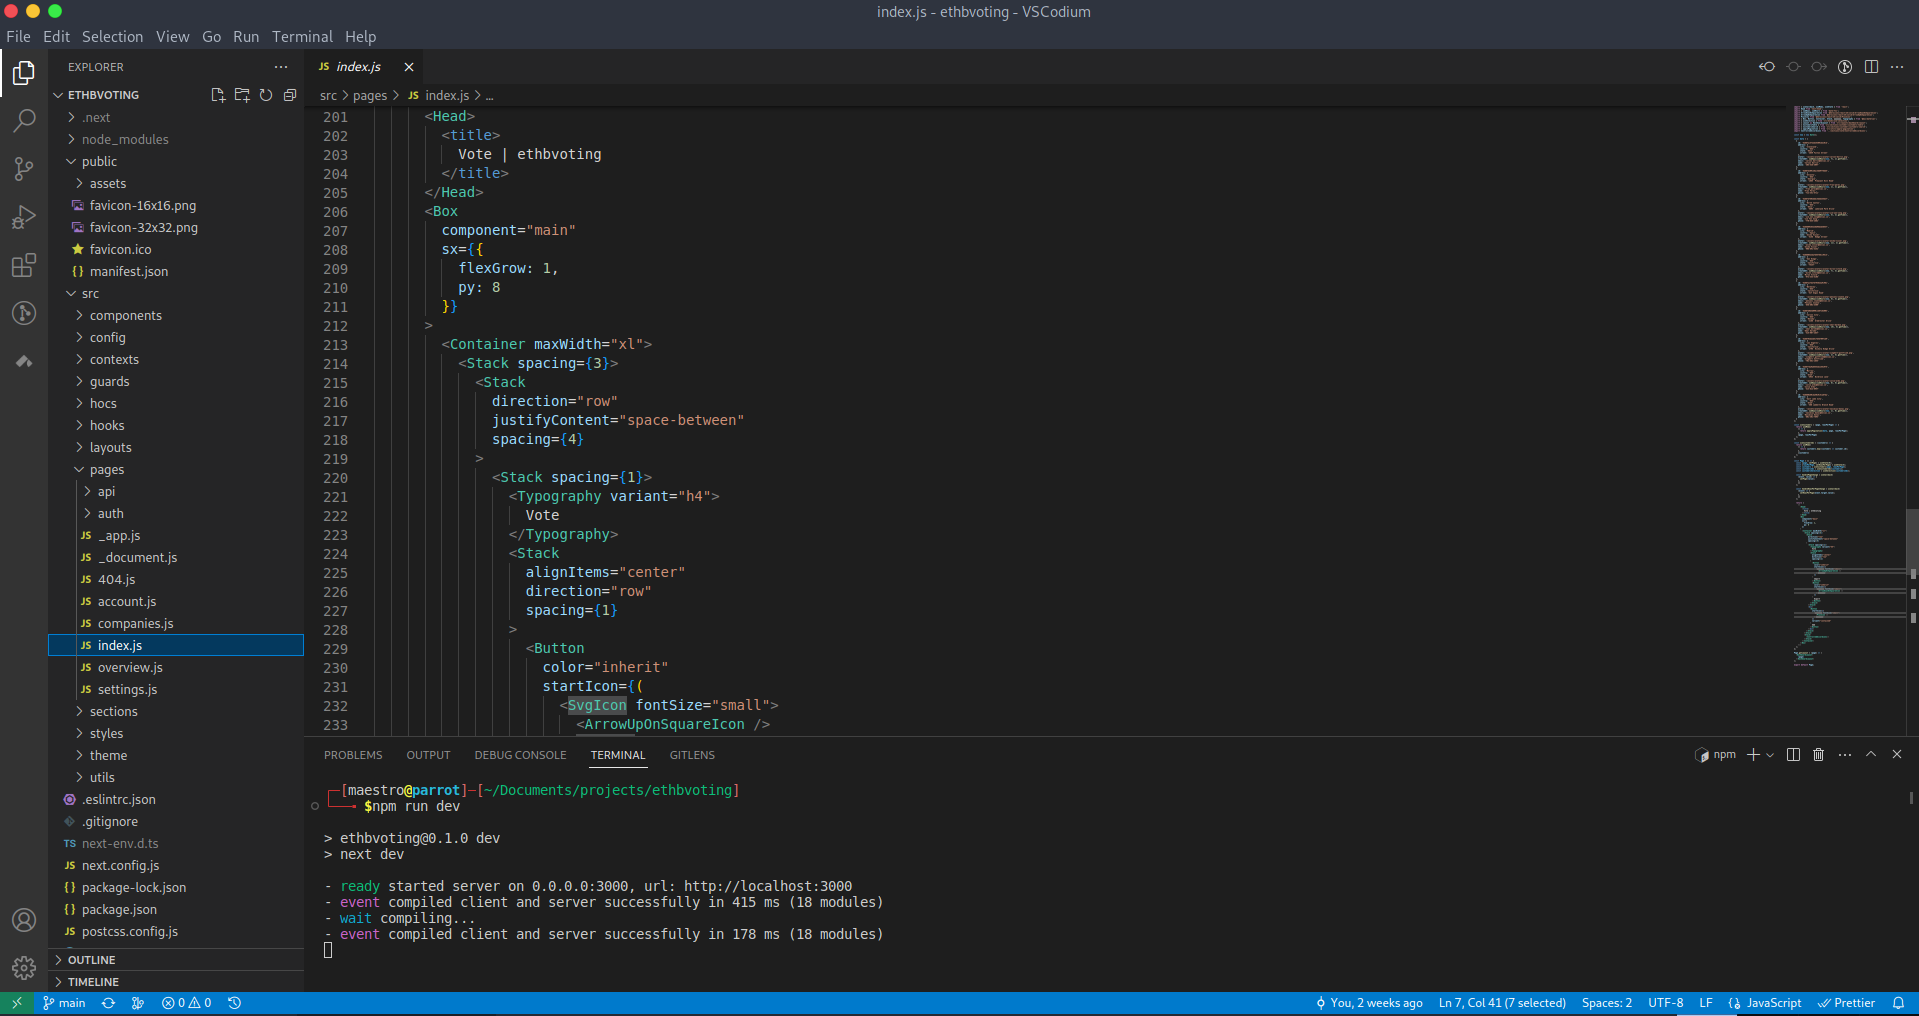 index.js - ethbvoting - VSCodium
File Edit Selection View Go Run Terminal Help
EXPLORER
ETHBVOTING
.next
node_modules
public
assets
favicon-16x16.png
favicon-32x32.png
favicon.ico
manifest.json
src
components
config
contexts
guards
hocs
hooks
layouts
pages
api
auth
JS _app.js
JS _document.js
JS 404.js
JS account.js
JS companies.js
JS index.js
JS overview.js
JS settings.js
sections
styles
theme
utils
.eslintrc.json
.gitignore
TS next-env.d.ts
JS next.config.js
{} package-lock.json
{} package.json
JS postcss.config.js
OUTLINE
TIMELINE
JS index.js
src > pages > JS index.js > ...
201 <Head>
202 <title>
203 Vote | ethbvoting
204 </title>
205 </Head>
206 <Box
207 component="main"
208 sx={{
209 flexGrow: 1,
210 py: 8
211 }}
212 >
213 <Container maxWidth="xl">
214 <Stack spacing={3}>
215 <Stack
216 direction="row"
217 justifyContent="space-between"
218 spacing={4}
219 >
220 <Stack spacing={1}>
221 <Typography variant="h4">
222 Vote
223 </Typography>
224 <Stack
225 alignItems="center"
226 direction="row"
227 spacing={1}
228 >
229 <Button
230 color="inherit"
231 startIcon={(
232 <SvgIcon fontSize="small">
233 <ArrowUpOnSquareIcon />
PROBLEMS OUTPUT DEBUG CONSOLE TERMINAL GITLENS
npm
[maestro@parrot]─[~/Documents/projects/ethbvoting]
$npm run dev
> ethbvoting@0.1.0 dev
> next dev
- ready started server on 0.0.0.0:3000, url: http://localhost:3000
- event compiled client and server successfully in 415 ms (18 modules)
- wait compiling...
- event compiled client and server successfully in 178 ms (18 modules)
main 0 0 You, 2 weeks ago Ln 7, Col 41 (7 selected) Spaces: 2 UTF-8 LF JavaScript Prettier